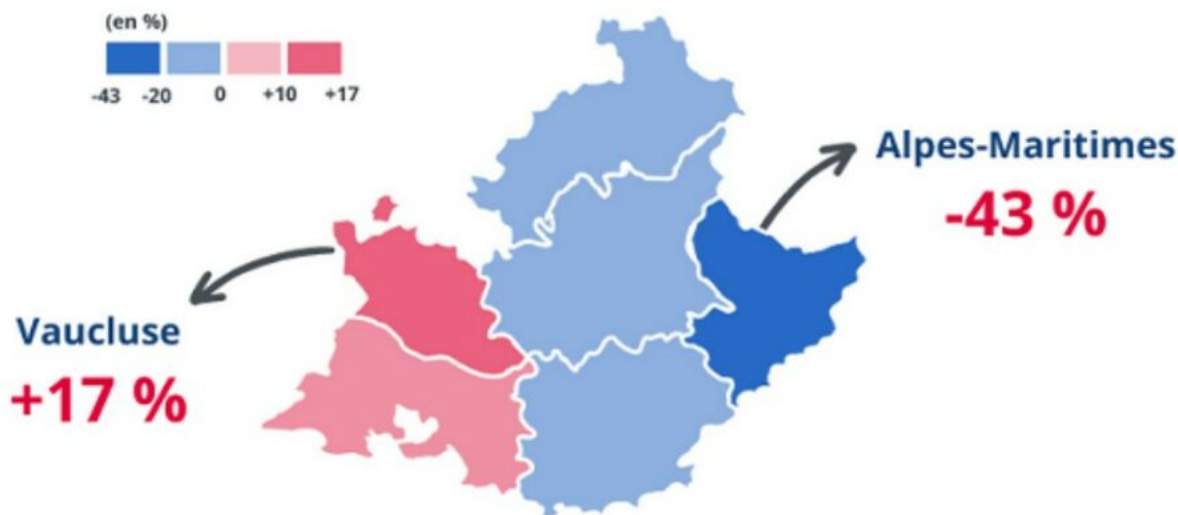 (en %)
-43 -20 0 +10 +17
Alpes-Maritimes
-43 %
Vaucluse
+17 %